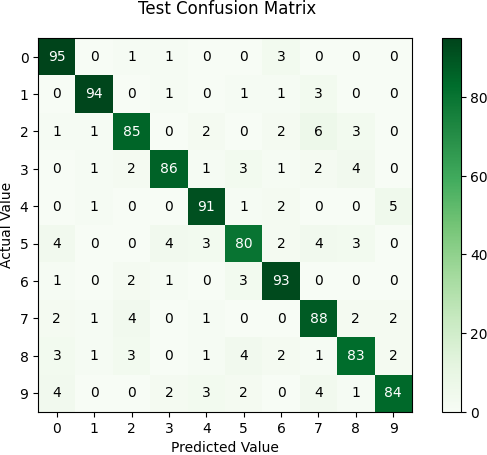 Test Confusion Matrix
Actual Value
0 95 0 1 1 0 0 3 0 0 0
1 0 94 0 1 0 1 1 3 0 0
2 1 1 85 0 2 0 2 6 3 0
3 0 1 2 86 1 3 1 2 4 0
4 0 1 0 0 91 1 2 0 0 5
5 4 0 0 4 3 80 2 4 3 0
6 1 0 2 1 0 3 93 0 0 0
7 2 1 4 0 1 0 0 88 2 2
8 3 1 3 0 1 4 2 1 83 2
9 4 0 0 2 3 2 0 4 1 84
0 1 2 3 4 5 6 7 8 9
Predicted Value
80
60
40
20
0